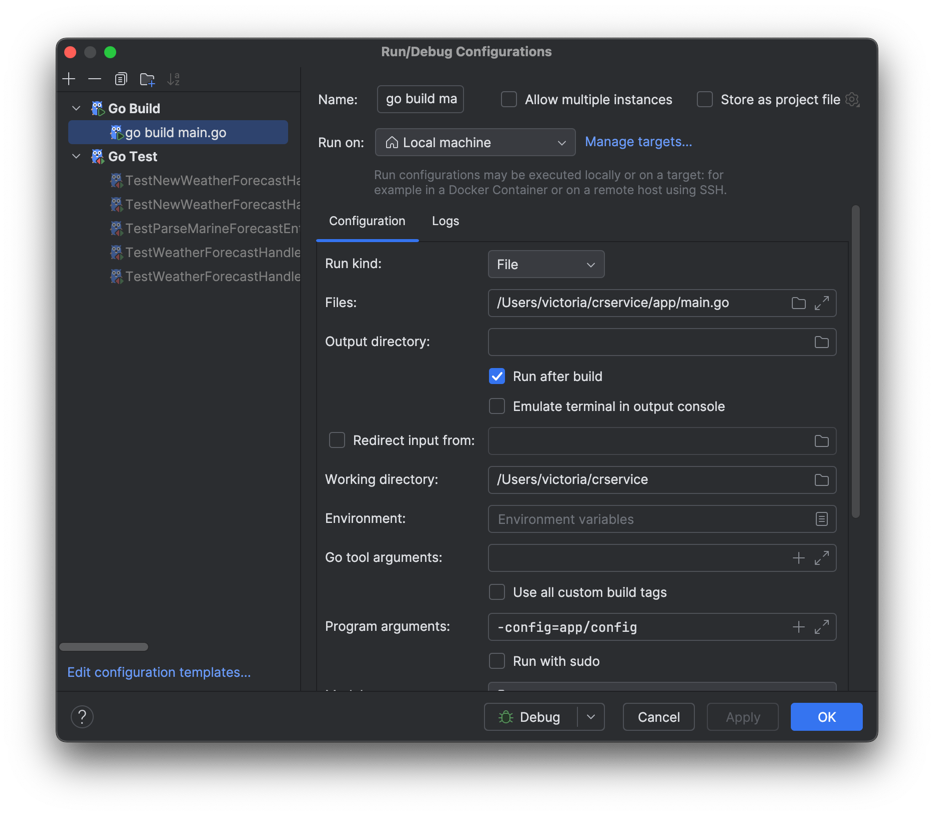 Run/Debug Configurations
Go Build
go build main.go
Go Test
TestNewWeatherForecastHa
TestNewWeatherForecastHa
TestParseMarineForecastEn
TestWeatherForecastHandle
TestWeatherForecastHandle
Edit configuration templates...
Name: go build ma Allow multiple instances Store as project file
Run on: Local machine Manage targets...
Run configurations may be executed locally or on a target: for
example in a Docker Container or on a remote host using SSH.
Configuration Logs
Run kind: File
Files: /Users/victoria/crservice/app/main.go
Output directory:
Run after build
Emulate terminal in output console
Redirect input from:
Working directory: /Users/victoria/crservice
Environment: Environment variables
Go tool arguments:
Use all custom build tags
Program arguments: -config=app/config
Run with sudo
? Debug Cancel Apply OK